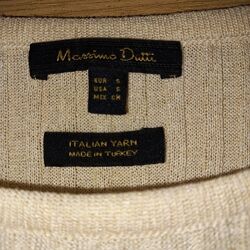 Massimo Dutti
EUR S
USA S
MEX CH
ITALIAN YARN
MADE IN TURKEY